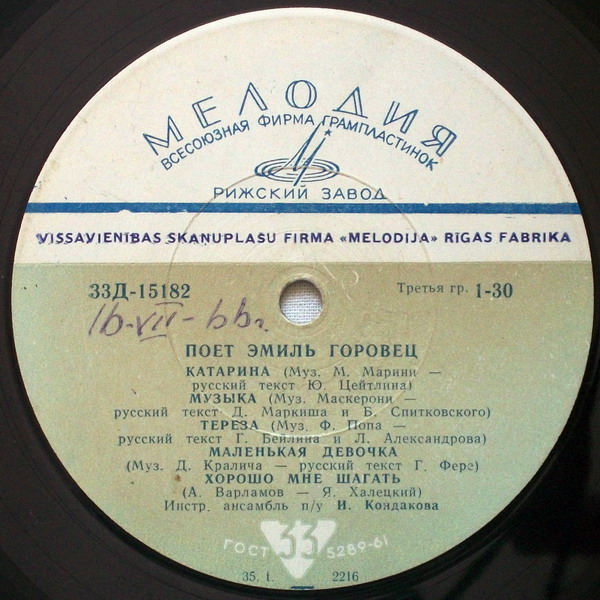 МЕЛОДИЯ
ВСЕСОЮЗНАЯ ФИРМА ГРАМПЛАСТИНОК
РИЖСКИЙ ЗАВОД
VISSAVIENĪBAS SKAŅUPLAŠU FIRMA «MELODIJA» RĪGAS FABRIKA
33Д-15182
Третья гр. 1-30
16-VII-66г.
ПОЕТ ЭМИЛЬ ГОРОВЕЦ
КАТАРИНА (Муз. М. Марини —
русский текст Ю. Цейтлина)
МУЗЫКА (Муз. Маскерони —
русский текст Д. Маркиша и Б. Спитковского)
ТЕРЕЗА (Муз. Ф. Попа —
русский текст Г. Бейлина и Л. Александрова)
МАЛЕНЬКАЯ ДЕВОЧКА
(Муз. Д. Кралича — русский текст Г. Фере)
ХОРОШО МНЕ ШАГАТЬ
(А. Варламов — Я. Халецкий)
Инстр. ансамбль п/у И. Кондакова
ГОСТ 33 5289-61
35. t. 2216